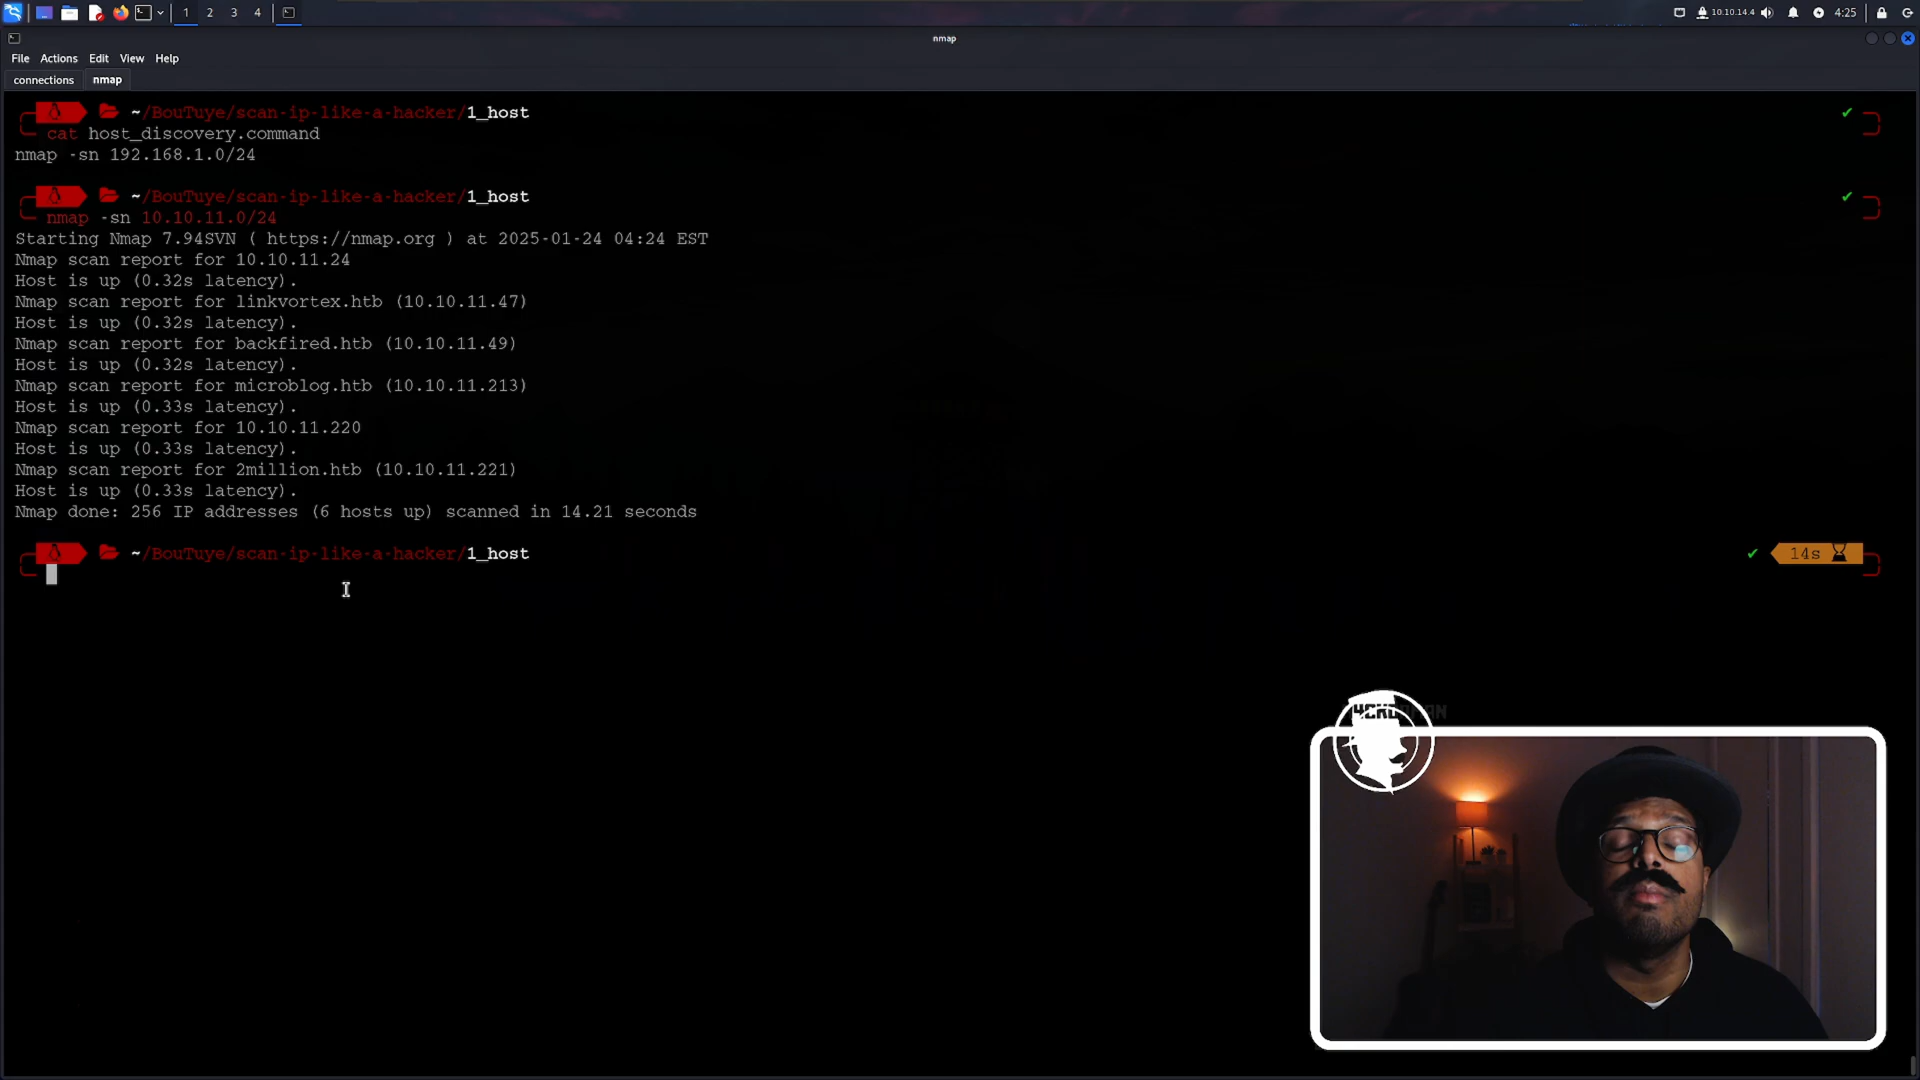 1 2 3 4 10.10.14.4 4:25
nmap
File Actions Edit View Help
connections nmap
~/BouTuye/scan-ip-like-a-hacker/1_host
cat host_discovery.command
nmap -sn 192.168.1.0/24
~/BouTuye/scan-ip-like-a-hacker/1_host
nmap -sn 10.10.11.0/24
Starting Nmap 7.94SVN ( https://nmap.org ) at 2025-01-24 04:24 EST
Nmap scan report for 10.10.11.24
Host is up (0.32s latency).
Nmap scan report for linkvortex.htb (10.10.11.47)
Host is up (0.32s latency).
Nmap scan report for backfired.htb (10.10.11.49)
Host is up (0.32s latency).
Nmap scan report for microblog.htb (10.10.11.213)
Host is up (0.33s latency).
Nmap scan report for 10.10.11.220
Host is up (0.33s latency).
Nmap scan report for 2million.htb (10.10.11.221)
Host is up (0.33s latency).
Nmap done: 256 IP addresses (6 hosts up) scanned in 14.21 seconds
~/BouTuye/scan-ip-like-a-hacker/1_host 14s